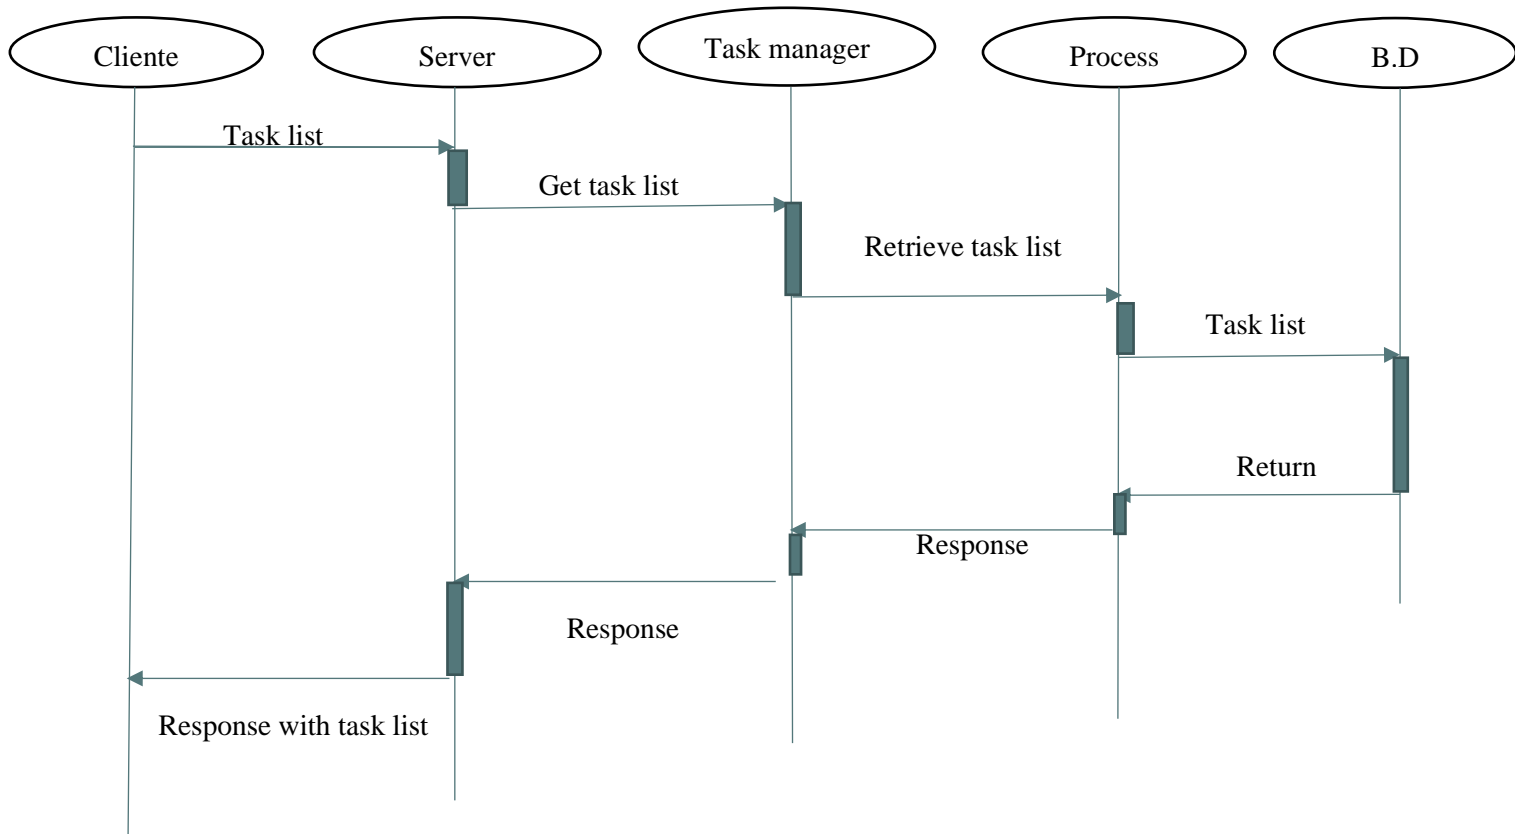 Cliente
Server
Task manager
Process
B.D
Task list
Get task list
Retrieve task list
Task list
Return
Response
Response
Response with task list